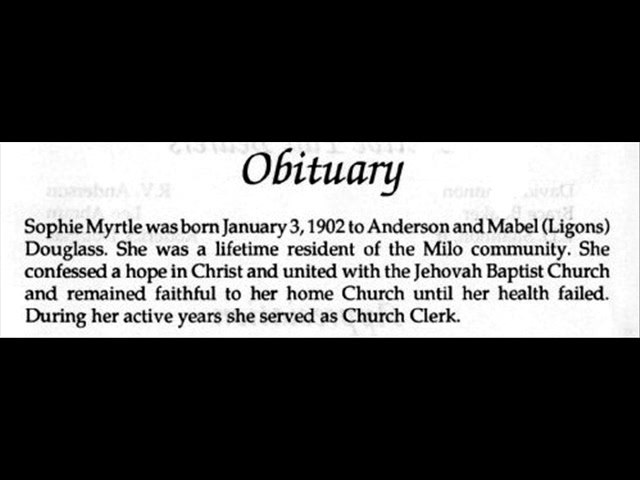 Obituary
Sophie Myrtle was born January 3, 1902 to Anderson and Mabel (Ligons)
Douglass. She was a lifetime resident of the Milo community. She
confessed a hope in Christ and united with the Jehovah Baptist Church
and remained faithful to her home Church until her health failed.
During her active years she served as Church Clerk.